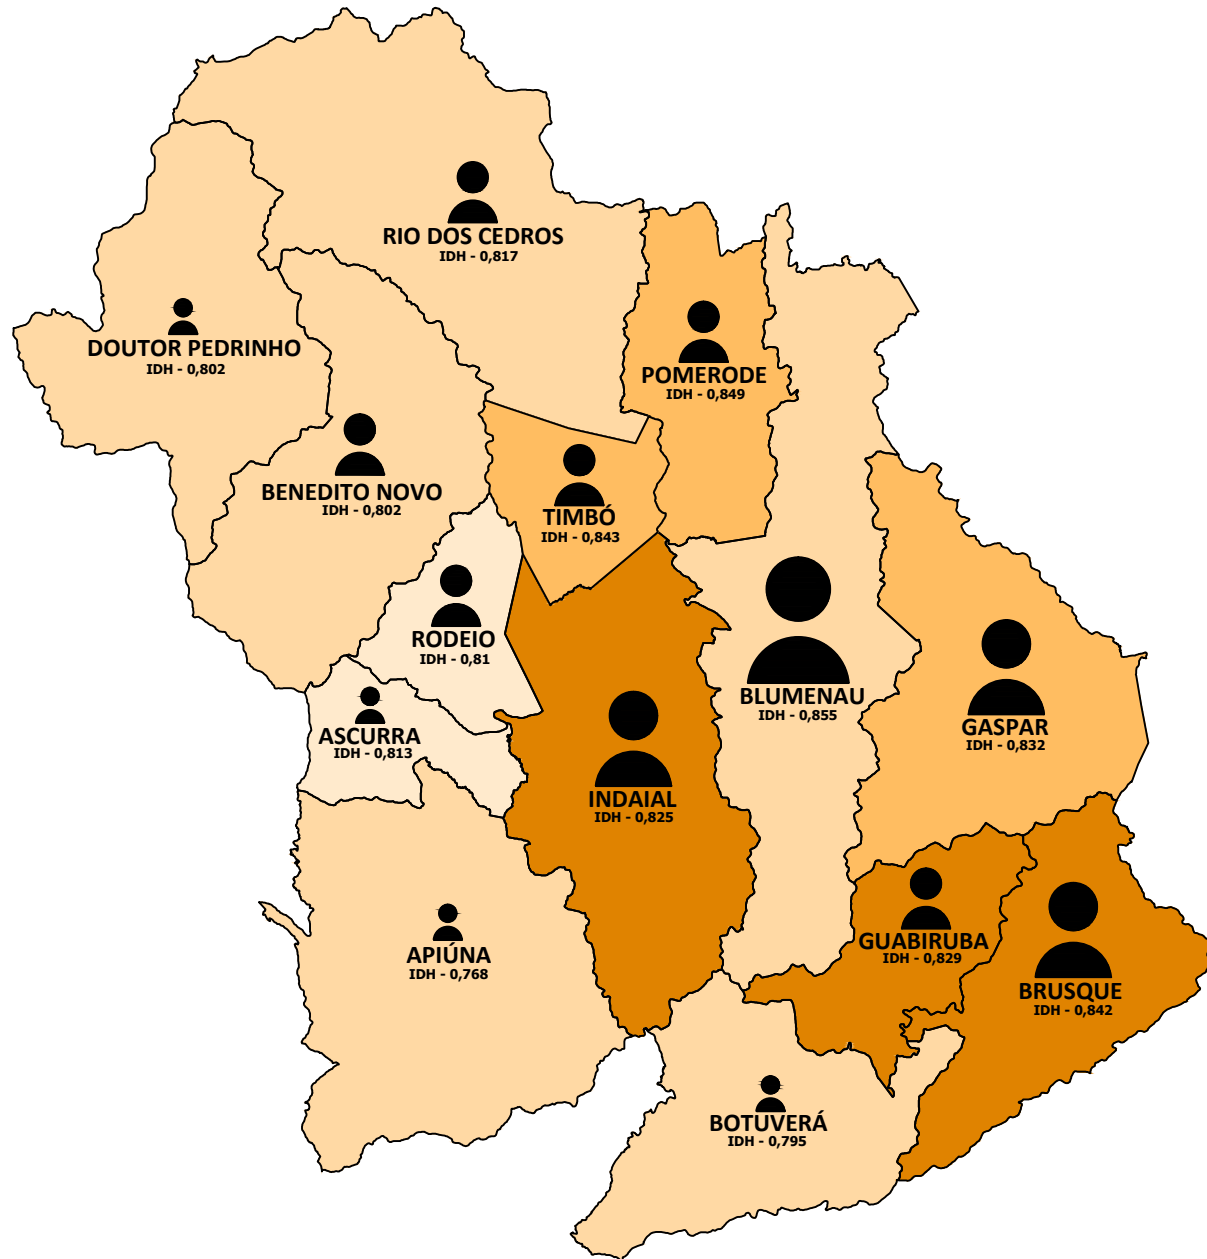 RIO DOS CEDROS
IDH - 0,817
DOUTOR PEDRINHO
IDH - 0,802
POMERODE
IDH - 0,849
BENEDITO NOVO
IDH - 0,802
TIMBÓ
IDH - 0,843
RODEIO
IDH - 0,81
BLUMENAU
IDH - 0,855
GASPAR
IDH - 0,832
ASCURRA
IDH - 0,813
INDAIAL
IDH - 0,825
APIÚNA
IDH - 0,768
GUABIRUBA
IDH - 0,829
BRUSQUE
IDH - 0,842
BOTUVERÁ
IDH - 0,795